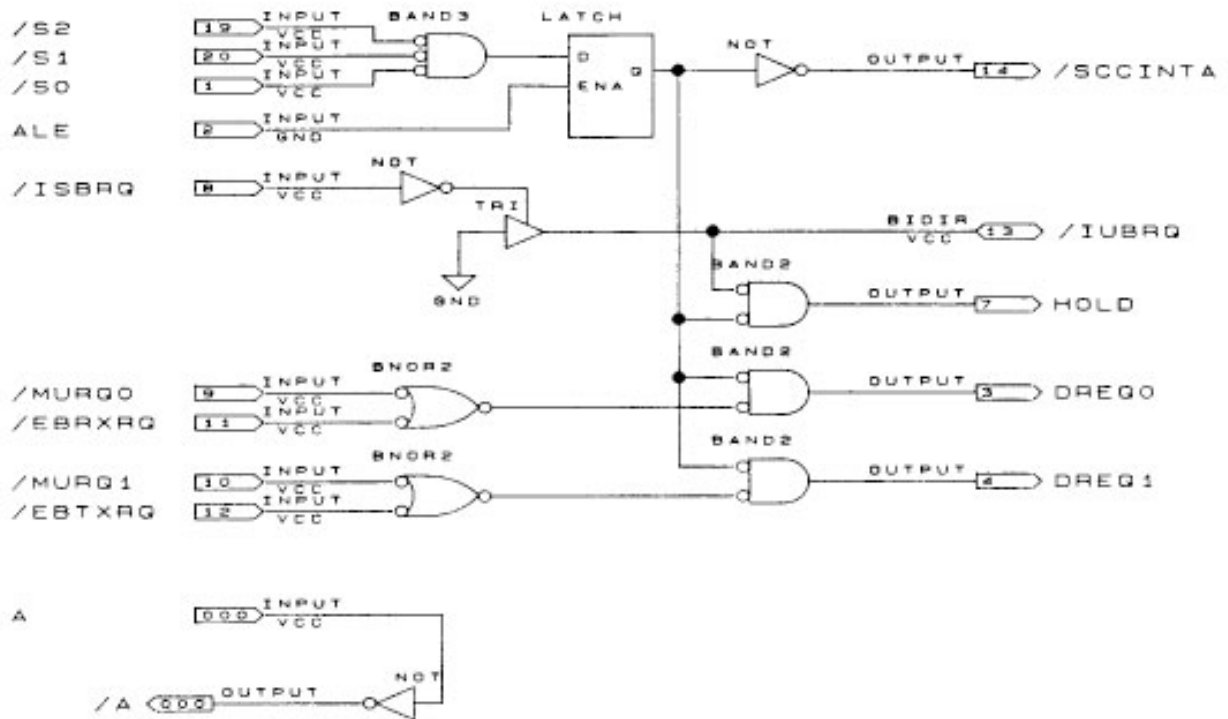 /S2 19 INPUT VCC BAND3 LATCH
/S1 20 INPUT VCC D Q NOT OUTPUT 14 /SCCINTA
/S0 1 INPUT VCC ENA
ALE 2 INPUT GND
/ISBRQ 8 INPUT VCC NOT
TRI GND BIDIR VCC 13 /IUBRQ
BAND2 OUTPUT 7 HOLD
/MURQ0 9 INPUT VCC BNOR2 BAND2 OUTPUT 3 DREQ0
/EBRXRQ 11 INPUT VCC
/MURQ1 10 INPUT VCC BNOR2 BAND2 OUTPUT 4 DREQ1
/EBTXRQ 12 INPUT VCC
A 000 INPUT VCC
/A 000 OUTPUT NOT